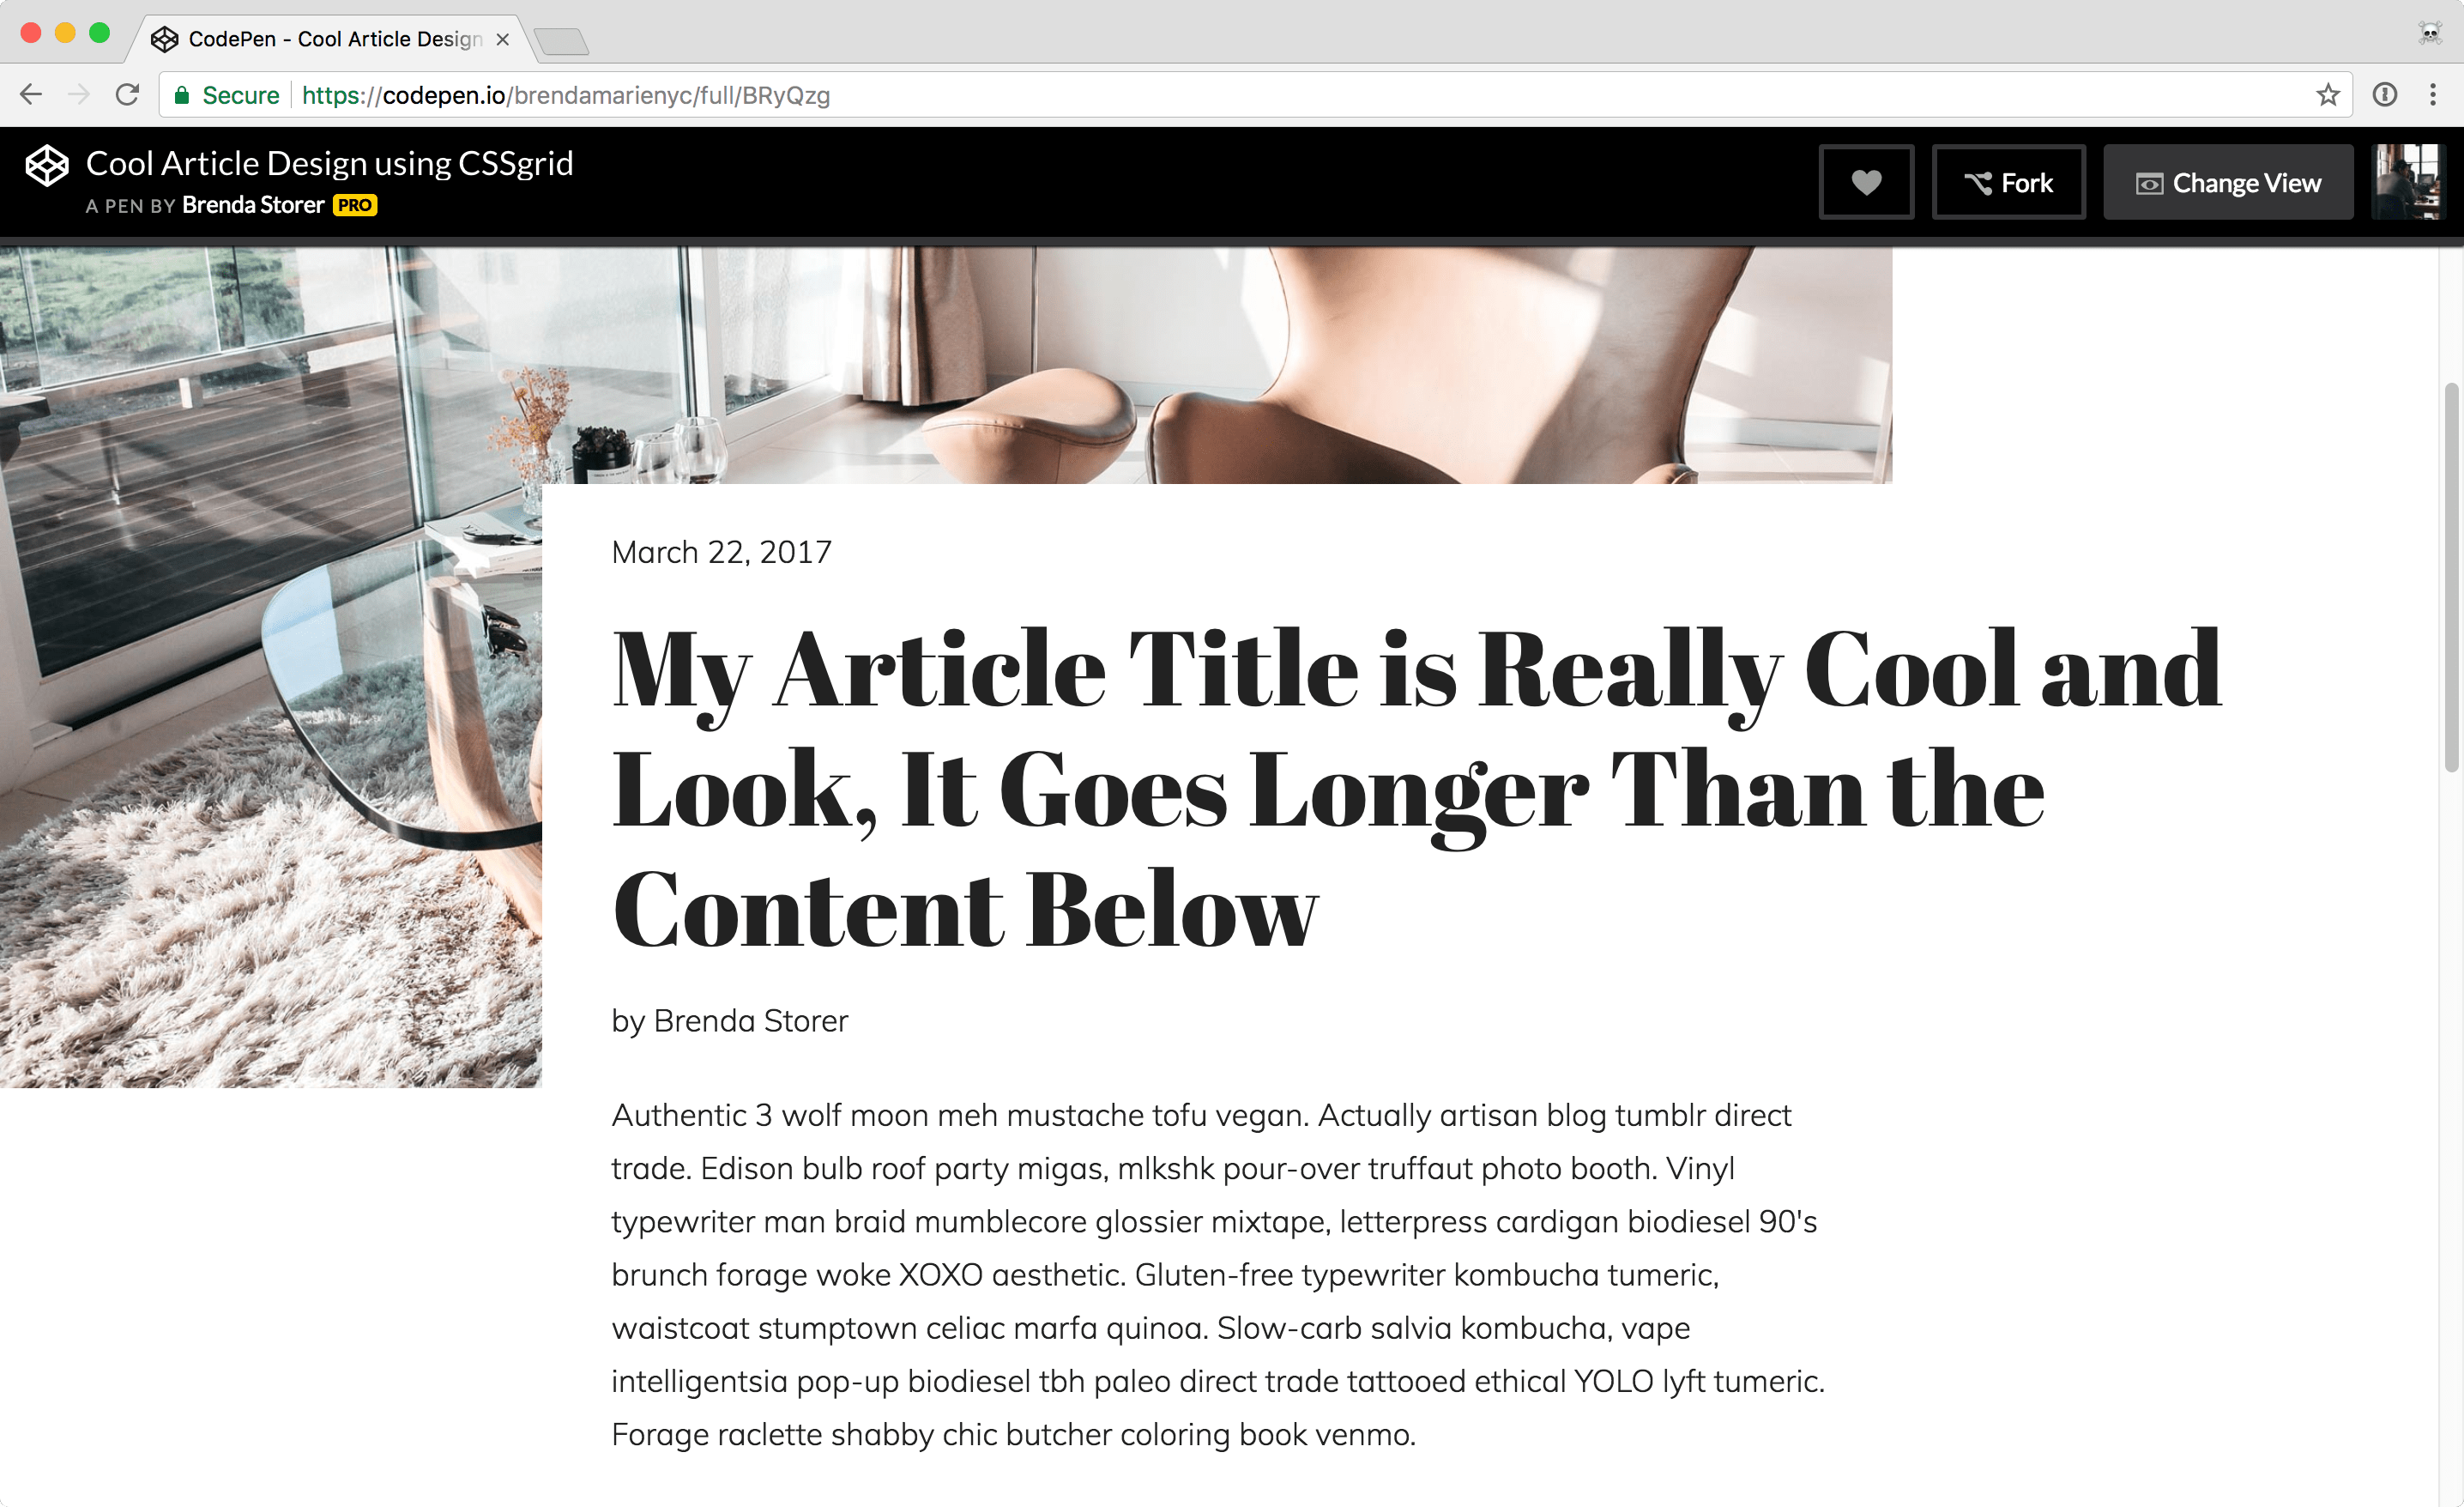 CodePen - Cool Article Design
Secure https://codepen.io/brendamarienyc/full/BRyQzg
Cool Article Design using CSSgrid
A PEN BY Brenda Storer PRO
Fork
Change View
March 22, 2017
My Article Title is Really Cool and
Look, It Goes Longer Than the
Content Below
by Brenda Storer
Authentic 3 wolf moon meh mustache tofu vegan. Actually artisan blog tumblr direct
trade. Edison bulb roof party migas, mlkshk pour-over truffaut photo booth. Vinyl
typewriter man braid mumblecore glossier mixtape, letterpress cardigan biodiesel 90's
brunch forage woke XOXO aesthetic. Gluten-free typewriter kombucha tumeric,
waistcoat stumptown celiac marfa quinoa. Slow-carb salvia kombucha, vape
intelligentsia pop-up biodiesel tbh paleo direct trade tattooed ethical YOLO lyft tumeric.
Forage raclette shabby chic butcher coloring book venmo.